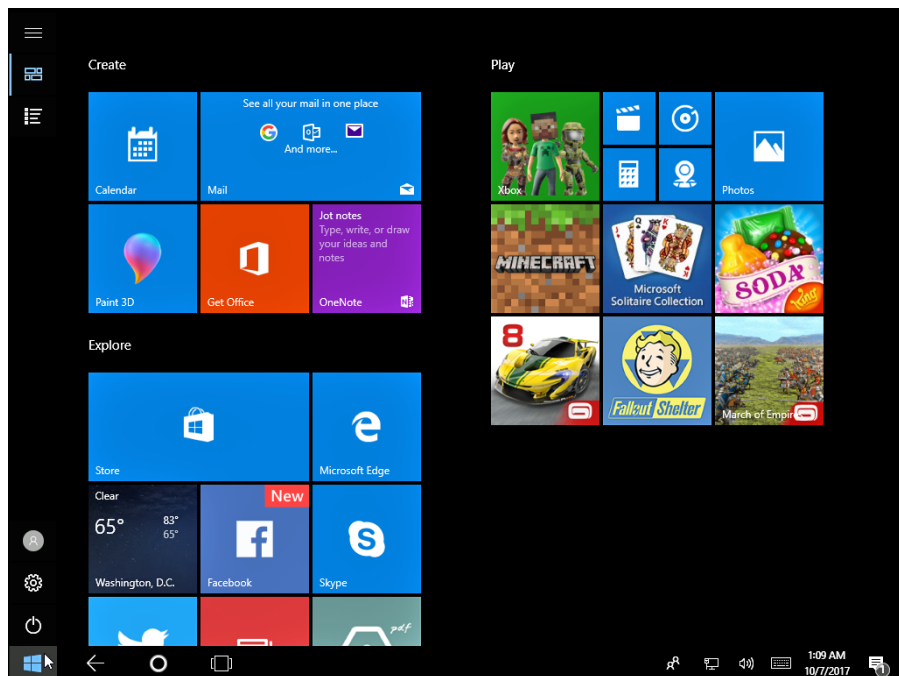 Create
See all your mail in one place
And more...
Calendar
Mail
Jot notes
Type, write, or draw
your ideas and
notes
Paint 3D
Get Office
OneNote
Explore
Store
Microsoft Edge
New
Clear
65°
83°
65°
Washington, D.C.
Facebook
Skype
pdf
Play
Xbox
Photos
MINECRAFT
Microsoft
Solitaire Collection
SODA
King
8
Fallout Shelter
March of Empires
1:09 AM
10/7/2017
1